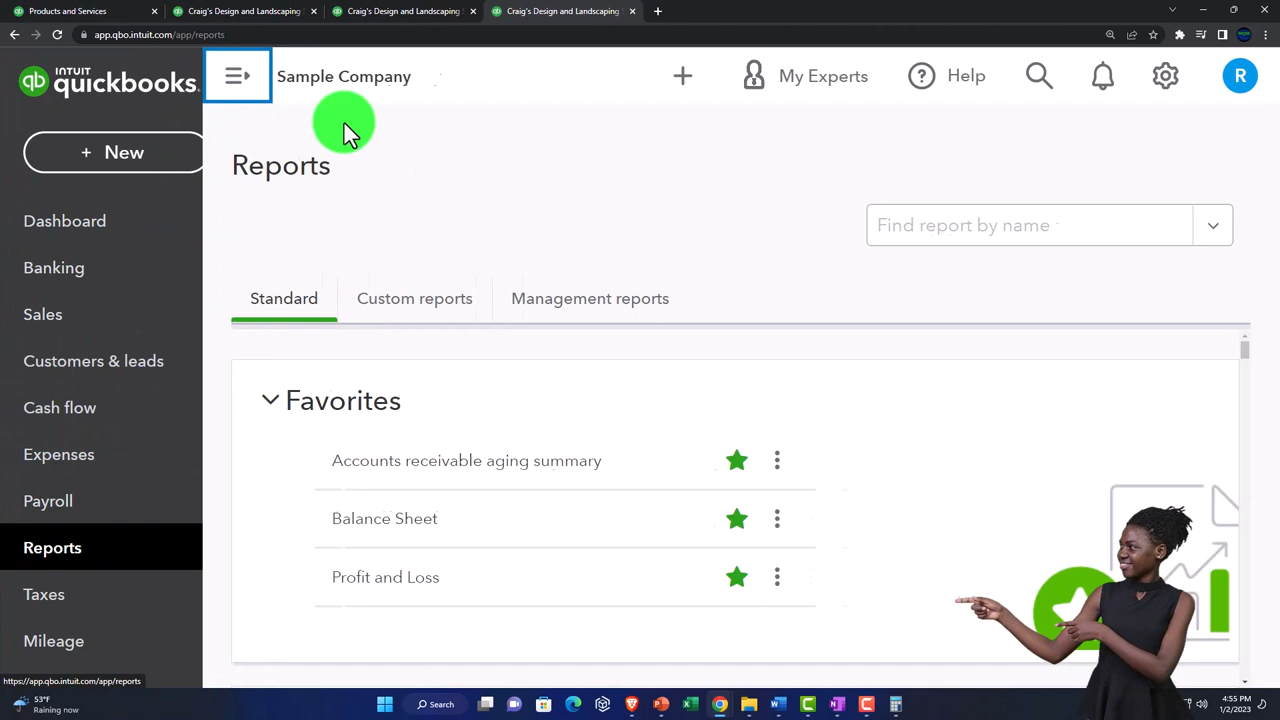 Products and Services
Craig's Design and Landscaping
Craig's Design and Landscaping
Craig's Design and Landscaping
app.qbo.intuit.com/app/reports
INTUIT
quickbooks.
Sample Company
My Experts
Help
R
+ New
Reports
Find report by name
Dashboard
Banking
Sales
Customers & leads
Cash flow
Expenses
Payroll
Reports
Taxes
Mileage
Standard
Custom reports
Management reports
Favorites
Accounts receivable aging summary
Balance Sheet
Profit and Loss
https://app.qbo.intuit.com/app/reports
53°F
Raining now
Search
4:55 PM
1/2/2023